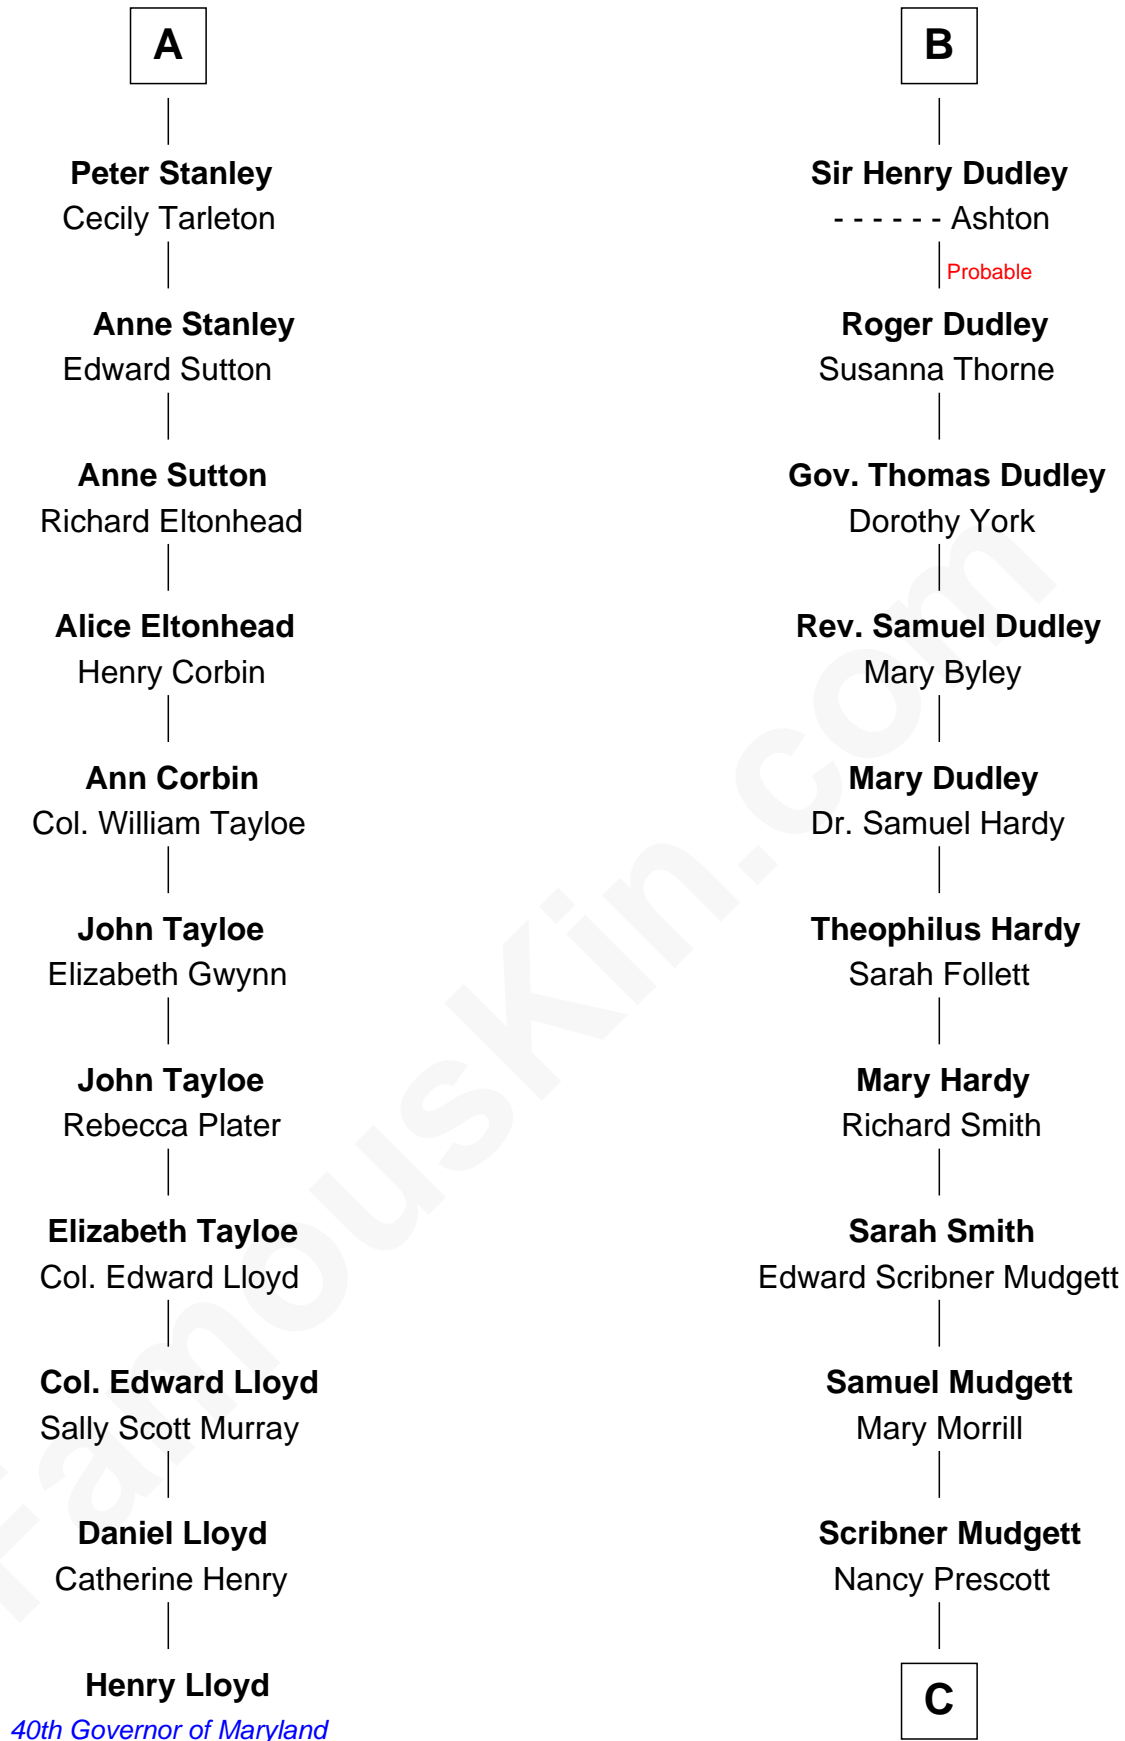 A
Peter Stanley
Cecily Tarleton
Anne Stanley
Edward Sutton
Anne Sutton
Richard Eltonhead
Alice Eltonhead
Henry Corbin
Ann Corbin
Col. William Tayloe
John Tayloe
Elizabeth Gwynn
John Tayloe
Rebecca Plater
Elizabeth Tayloe
Col. Edward Lloyd
Col. Edward Lloyd
Sally Scott Murray
Daniel Lloyd
Catherine Henry
Henry Lloyd
40th Governor of Maryland
B
Sir Henry Dudley
- - - - - - Ashton
Probable
Roger Dudley
Susanna Thorne
Gov. Thomas Dudley
Dorothy York
Rev. Samuel Dudley
Mary Byley
Mary Dudley
Dr. Samuel Hardy
Theophilus Hardy
Sarah Follett
Mary Hardy
Richard Smith
Sarah Smith
Edward Scribner Mudgett
Samuel Mudgett
Mary Morrill
Scribner Mudgett
Nancy Prescott
C
FamousKin.com